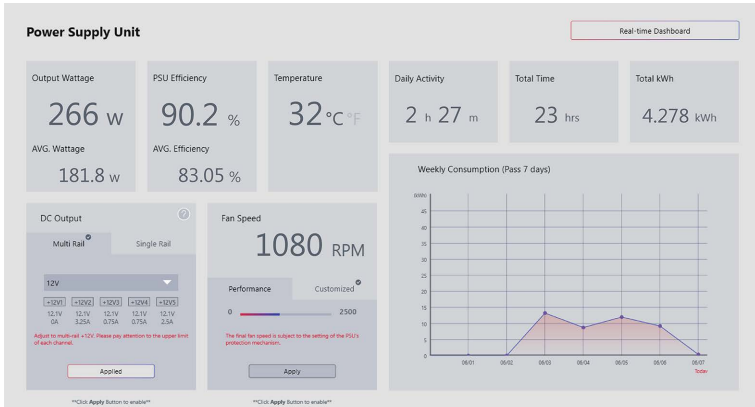 Power Supply Unit
Real-time Dashboard
Output Wattage
266 W
AVG. Wattage
181.8 W
PSU Efficiency
90.2 %
AVG. Efficiency
83.05 %
Temperature
32 °C °F
Daily Activity
2 h 27 m
Total Time
23 hrs
Total kWh
4.278 kWh
DC Output
?
Multi Rail
Single Rail
12V
+12V1 +12V2 +12V3 +12V4 +12V5
12.1V 12.1V 12.1V 12.1V 12.1V
0A 3.25A 0.75A 0.75A 2.5A
Adjust to multi-rail +12V. Please pay attention to the upper limit
of each channel.
Applied
**Click Apply Button to enable**
Fan Speed
1080 RPM
Performance
Customized
0 2500
The final fan speed is subject to the setting of the PSU's
protection mechanism.
Apply
**Click Apply Button to enable**
Weekly Consumption (Pass 7 days)
45
40
35
30
25
20
15
10
5
0
06/01 06/02 06/03 06/04 06/05 06/06 06/07
Today